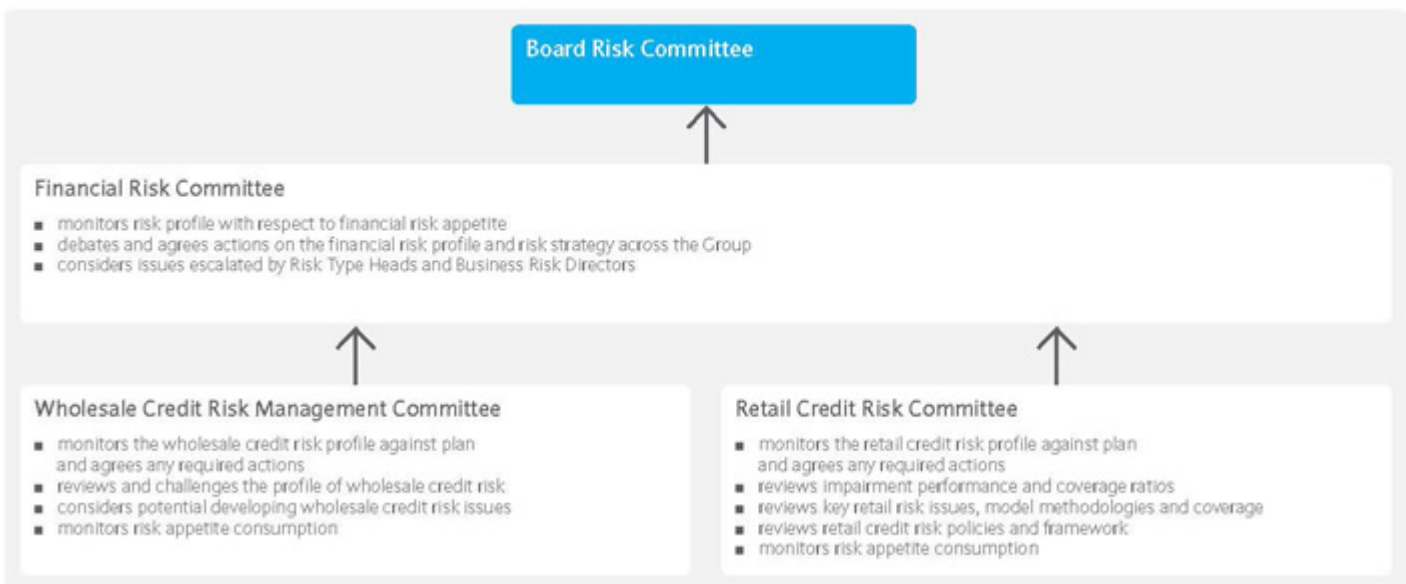 Board Risk Committee
Financial Risk Committee
■ monitors risk profile with respect to financial risk appetite
■ debates and agrees actions on the financial risk profile and risk strategy across the Group
■ considers issues escalated by Risk Type Heads and Business Risk Directors
Wholesale Credit Risk Management Committee
■ monitors the wholesale credit risk profile against plan
and agrees any required actions
■ reviews and challenges the profile of wholesale credit risk
■ considers potential developing wholesale credit risk issues
■ monitors risk appetite consumption
Retail Credit Risk Committee
■ monitors the retail credit risk profile against plan
and agrees any required actions
■ reviews impairment performance and coverage ratios
■ reviews key retail risk issues, model methodologies and coverage
■ reviews retail credit risk policies and framework
■ monitors risk appetite consumption